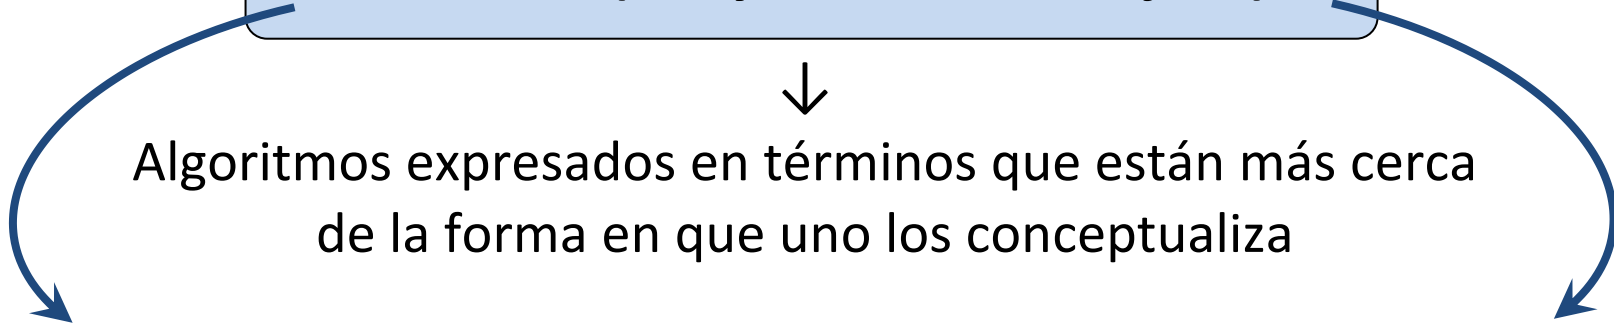 Algoritmos expresados en términos que están más cerca
de la forma en que uno los conceptualiza